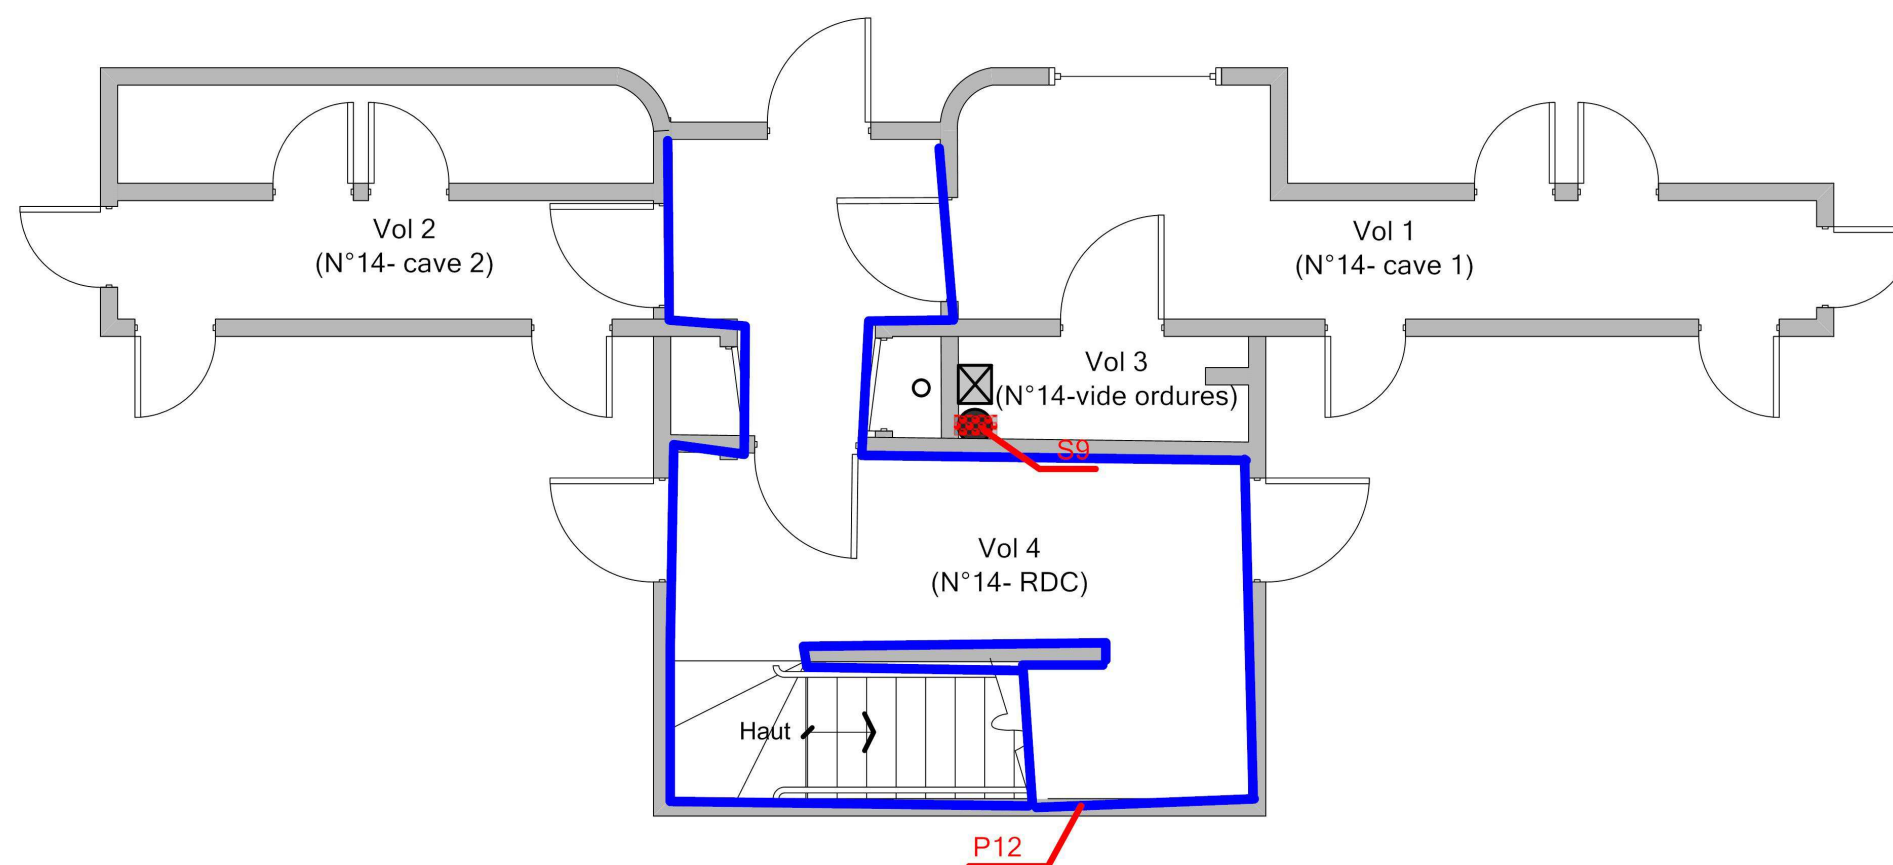 Vol 2
(N°14- cave 2)
Vol 1
(N°14- cave 1)
Vol 3
(N°14-vide ordures)
S9
Vol 4
(N°14- RDC)
Haut
P12